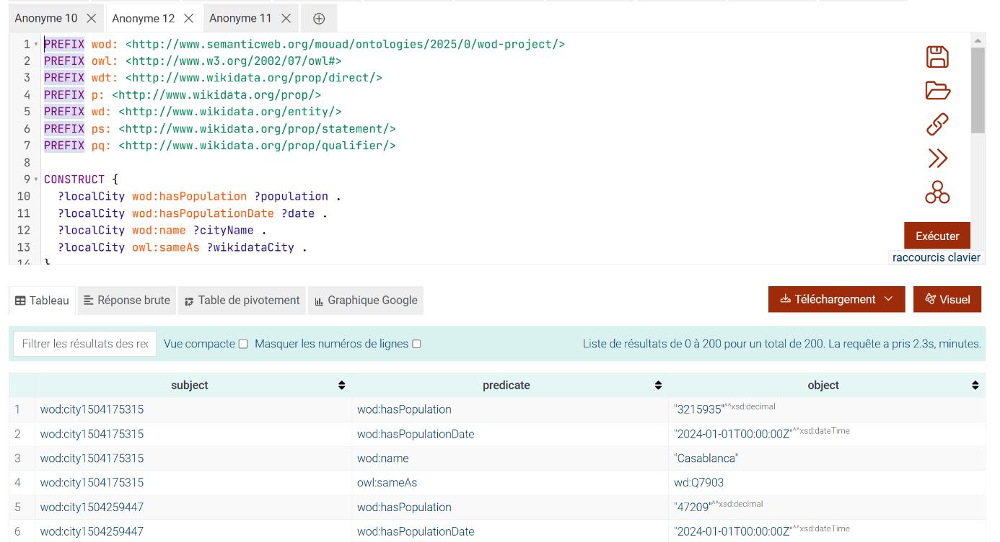 Anonyme 10
Anonyme 12
Anonyme 11
1 PREFIX wod: <http://www.semanticweb.org/mouad/ontologies/2025/0/wod-project/>
2 PREFIX owl: <http://www.w3.org/2002/07/owl#>
3 PREFIX wdt: <http://www.wikidata.org/prop/direct/>
4 PREFIX p: <http://www.wikidata.org/prop/>
5 PREFIX wd: <http://www.wikidata.org/entity/>
6 PREFIX ps: <http://www.wikidata.org/prop/statement/>
7 PREFIX pq: <http://www.wikidata.org/prop/qualifier/>
8
9 CONSTRUCT {
10 ?localCity wod:hasPopulation ?population .
11 ?localCity wod:hasPopulationDate ?date .
12 ?localCity wod:name ?cityName .
13 ?localCity owl:sameAs ?wikidataCity .
14 }
Exécuter
raccourcis clavier
Tableau Réponse brute Table de pivotement Graphique Google Téléchargement Visuel
Filtrer les résultats des rec Vue compacte Masquer les numéros de lignes Liste de résultats de 0 à 200 pour un total de 200. La requête a pris 2.3s, minutes.
subject predicate object
1 wod:city1504175315 wod:hasPopulation "3215935"^^xsd:decimal
2 wod:city1504175315 wod:hasPopulationDate "2024-01-01T00:00:00Z"^^xsd:dateTime
3 wod:city1504175315 wod:name "Casablanca"
4 wod:city1504175315 owl:sameAs wd:Q7903
5 wod:city1504259447 wod:hasPopulation "47209"^^xsd:decimal
6 wod:city1504259447 wod:hasPopulationDate "2024-01-01T00:00:00Z"^^xsd:dateTime